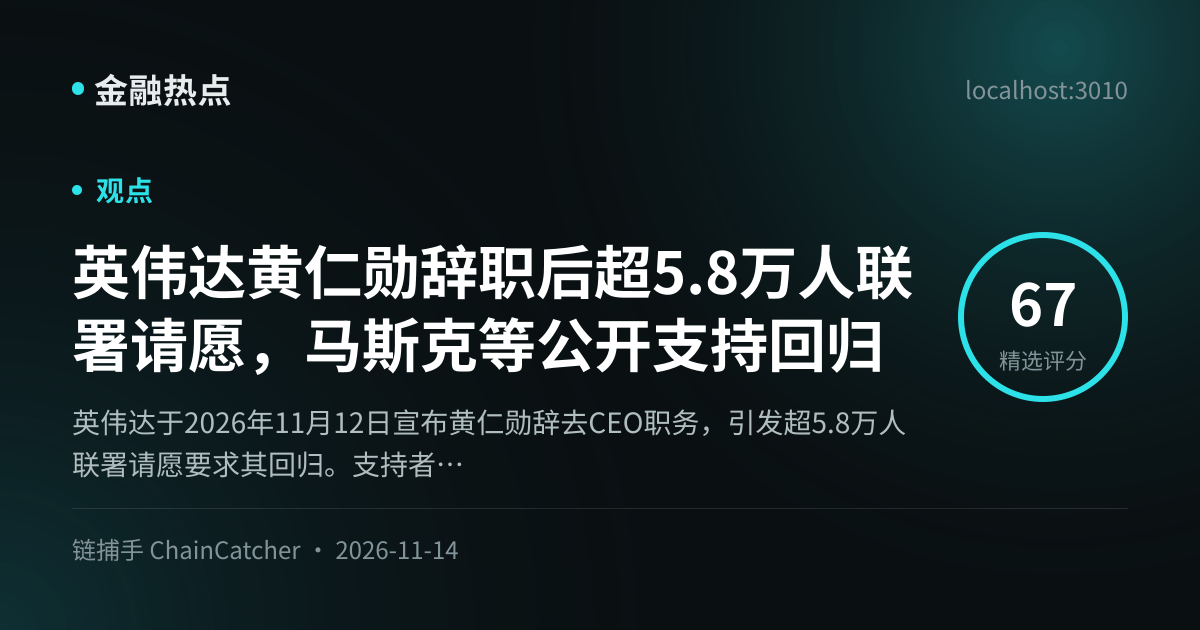 金融热点
localhost:3010
观点
英伟达黄仁勋辞职后超5.8万人联
署请愿，马斯克等公开支持回归
67
精选评分
英伟达于2026年11月12日宣布黄仁勋辞去CEO职务，引发超5.8万人
联署请愿要求其回归。支持者…
链捕手 ChainCatcher · 2026-11-14